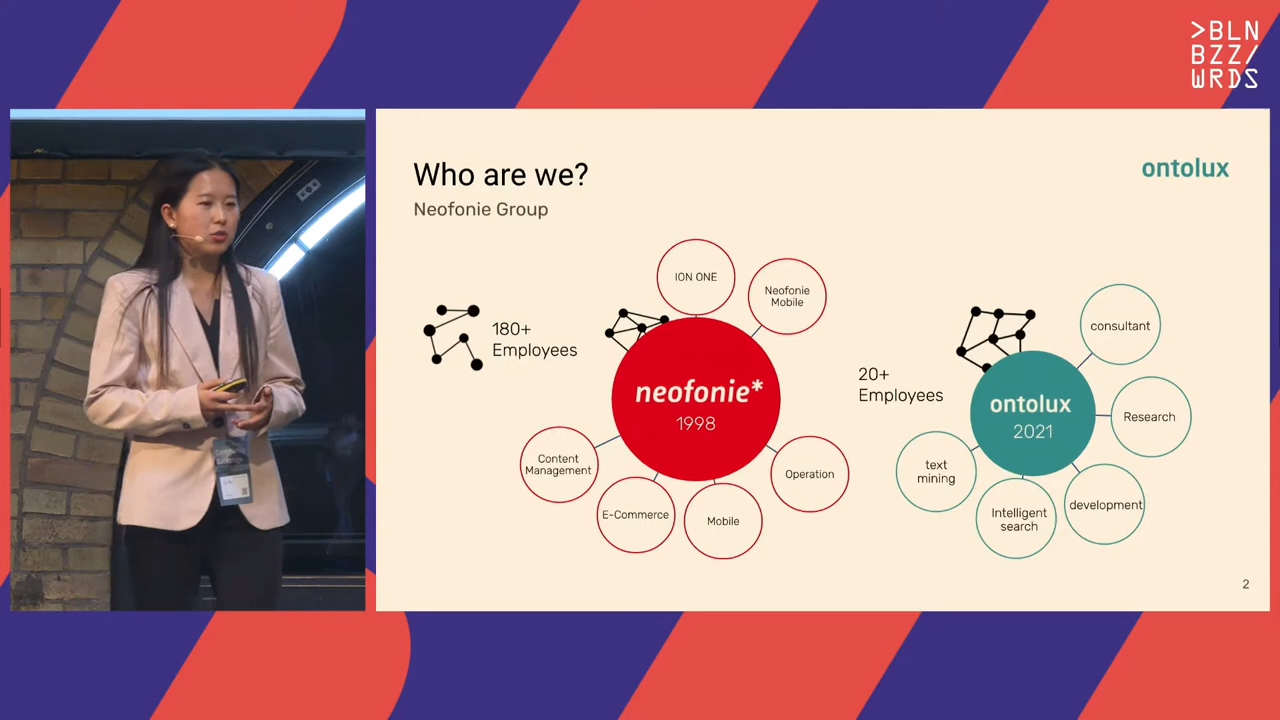 >BLN
BZZ/
WRDS
Who are we?
Neofonie Group
ontolux
180+
Employees
ION ONE
Neofonie
Mobile
neofonie*
1998
Content
Management
E-Commerce
Mobile
Operation
20+
Employees
ontolux
2021
consultant
Research
development
Intelligent
search
text
mining
2